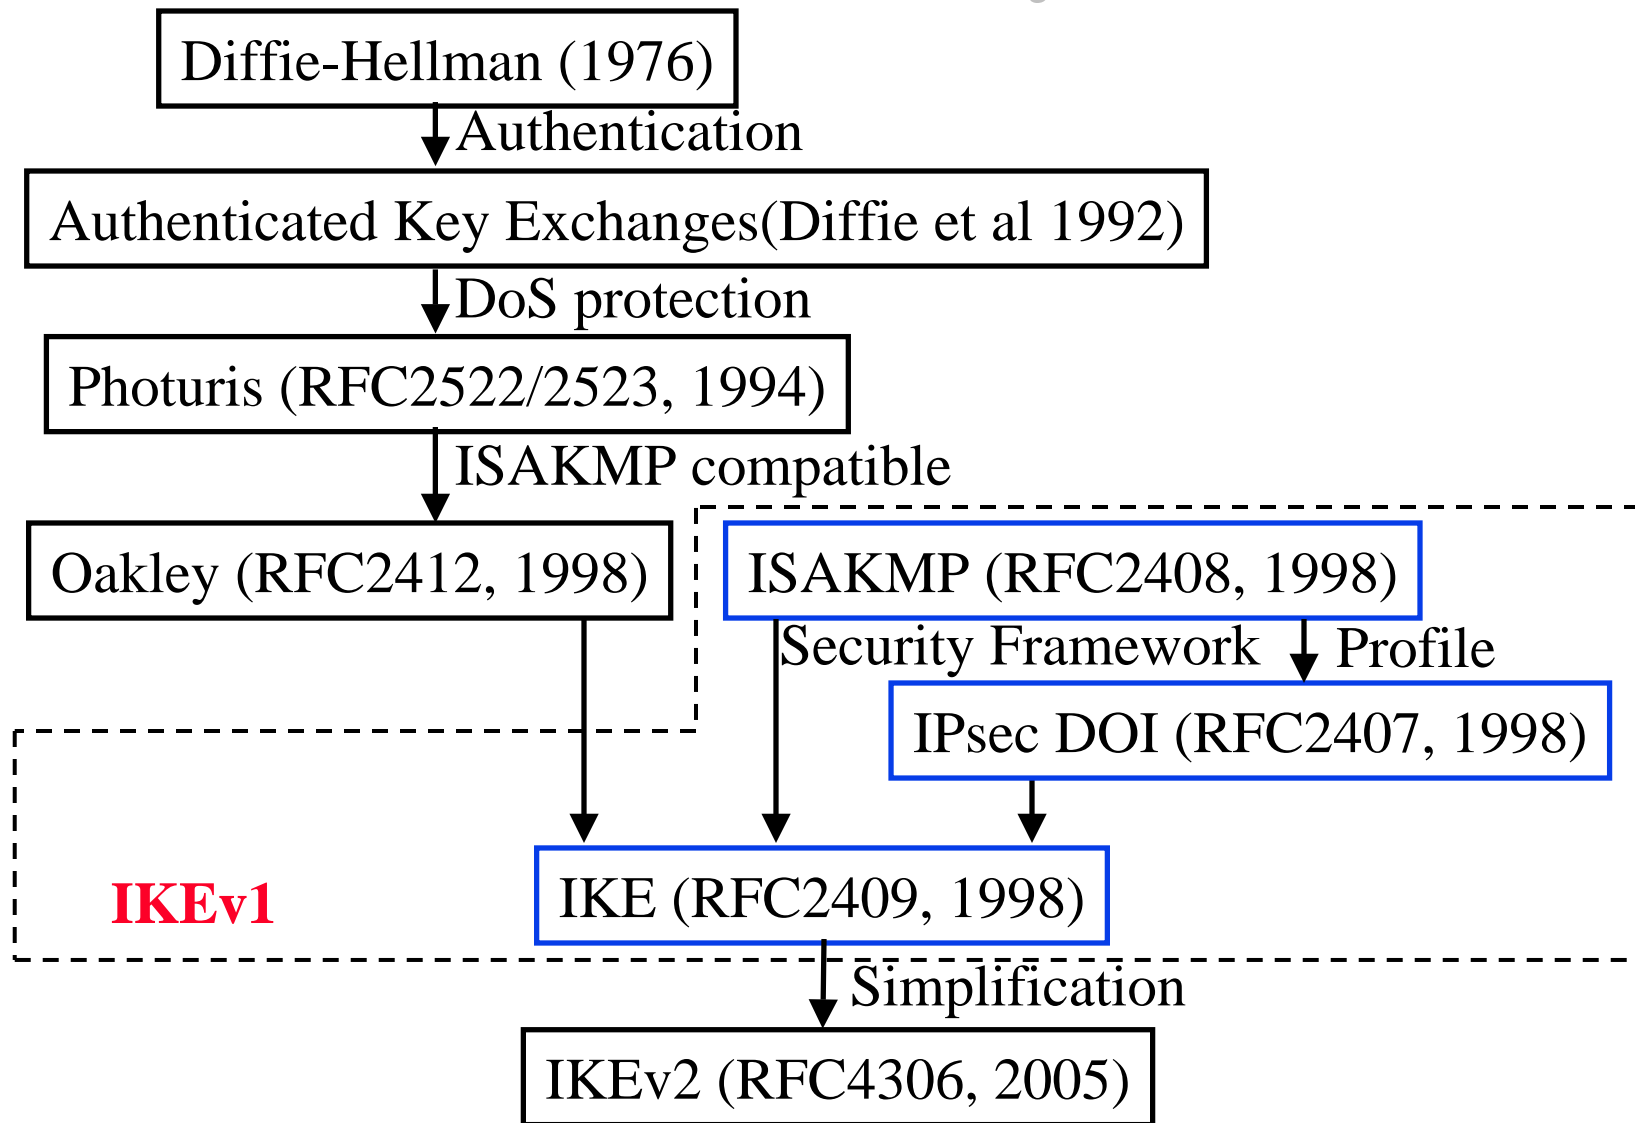 Diffie-Hellman (1976)
Authentication
Authenticated Key Exchanges(Diffie et al 1992)
DoS protection
Photuris (RFC2522/2523, 1994)
ISAKMP compatible
Oakley (RFC2412, 1998)
ISAKMP (RFC2408, 1998)
Security Framework
Profile
IPsec DOI (RFC2407, 1998)
IKEv1
IKE (RFC2409, 1998)
Simplification
IKEv2 (RFC4306, 2005)